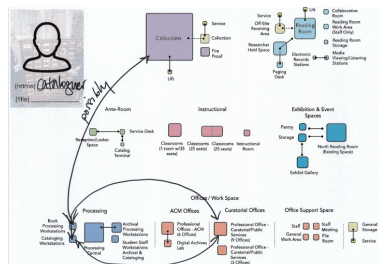 Collections
Service
Collection
Fire
Proof
Lift
Service
Off-Site
Receiving
Area
Lift
Reading
Room
Researcher
Hold Space
Paging
Desk
Electronic
Records
Stations
Collaborative
Room
Reading Room
Work Area
(Staff Only)
Reading Room
Storage
Media
Viewing/Listening
Stations
[name] Cataloguer
[title]
possibly
Ante-Room
Reception/Locker
Space
Service Desk
Catalog
Terminal
Instructional
Classrooms
(1 room w/35
seats)
Classrooms
(25 seats)
Classrooms
(25 seats)
Instructional
Room
Exhibition & Event
Spaces
Pantry
Storage
North Reading Room
(Existing Space)
Exhibit Gallery
Offices / Work Space
Processing
Book
Processing
Workstations
Cataloging
Workstations
Processing
Central
Archival
Processing
Workstations
Student Staff
Workstations
Archival &
Cataloging
ACM Offices
Professional
Offices - ACM
(6 Offices)
Digital Archives
Lab
Curatorial Offices
Professional Office -
Curatorial/Public
Services
(9 Offices)
Professional Office -
Curatorial/Public
Services
(3 Offices)
Office Support Space
Staff
General
Work Area
Staff
Meeting
File
Room
General
Storage
Service